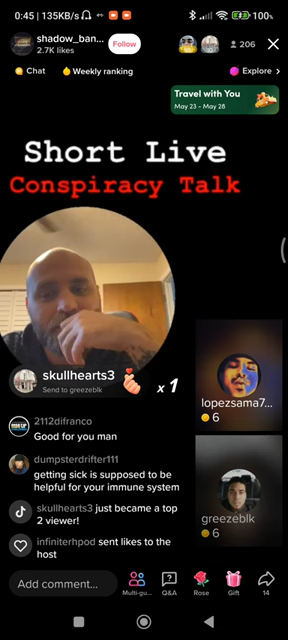 0:45 | 135KB/s
100%
shadow_ban...
2.7K likes
Follow
206
Chat
Weekly ranking
Explore >
Travel with You
May 23 - May 28
Short Live
Conspiracy Talk
skullhearts3
Send to greezeblk
x 1
lopezsama7...
6
2112difranco
Good for you man
dumpsterdrifter111
getting sick is supposed to be
helpful for your immune system
skullhearts3 just became a top
2 viewer!
infiniterhpod sent likes to the
host
greezeblk
6
Add comment...
Multi-gu...
Q&A
Rose
Gift
14